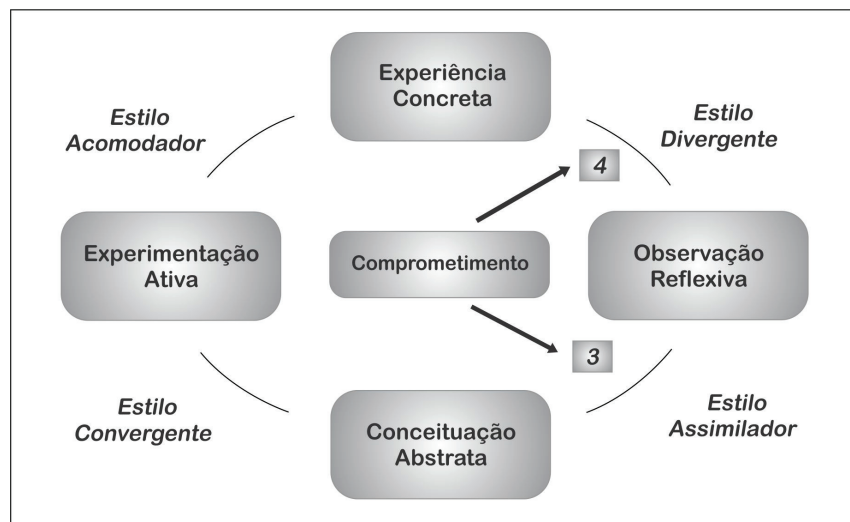 Experiência
Concreta
Estilo
Acomodador
Estilo
Divergente
4
Experimentação
Ativa
Comprometimento
Observação
Reflexiva
3
Estilo
Convergente
Conceituação
Abstrata
Estilo
Assimilador